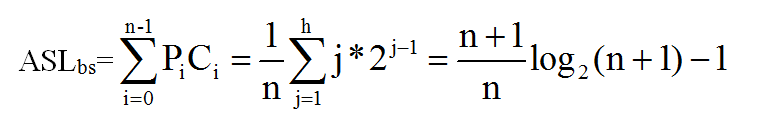 ASL_bs = \sum_{i=0}^{n-1} P_i C_i = \frac{1}{n} \sum_{j=1}^{h} j * 2^{j-1} = \frac{n+1}{n} \log_2 (n+1) - 1